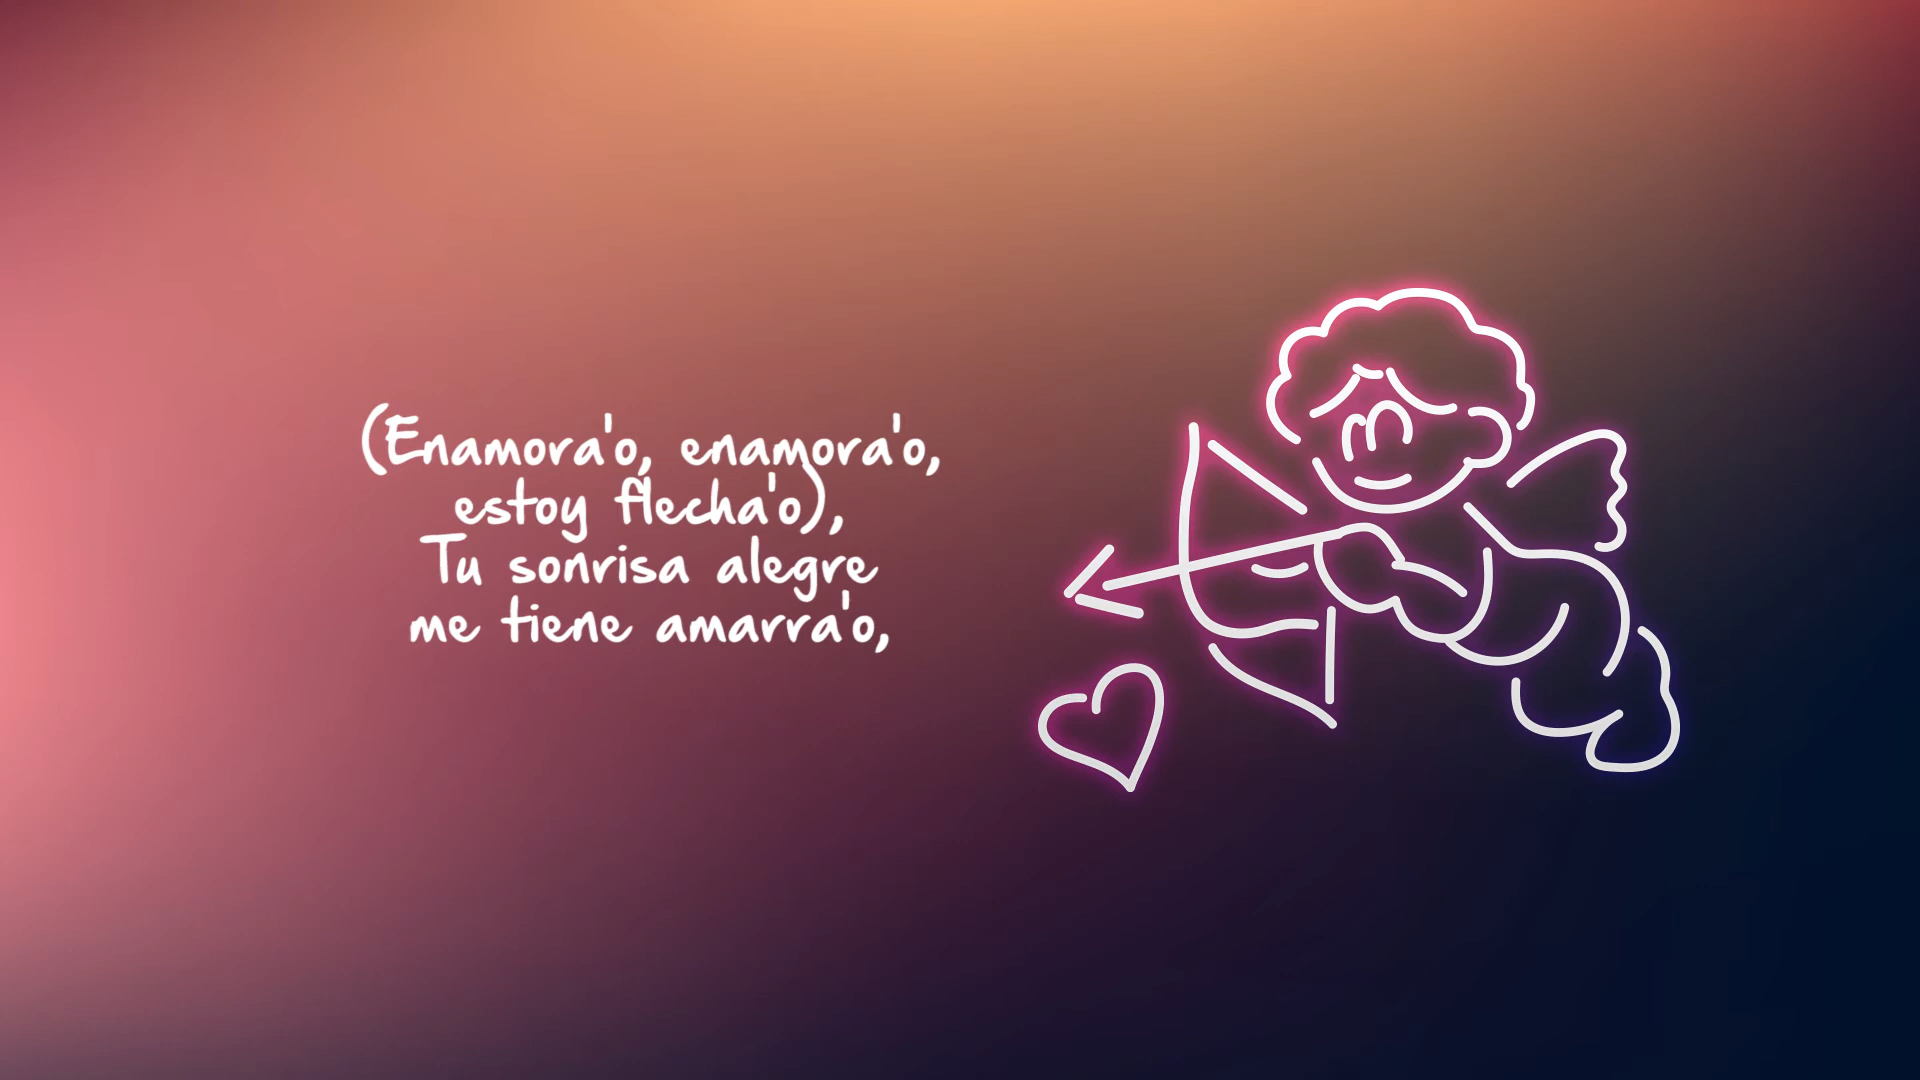 (Enamora'o, enamora'o,
estoy flecha'o),
Tu sonrisa alegre
me tiene amarra'o,